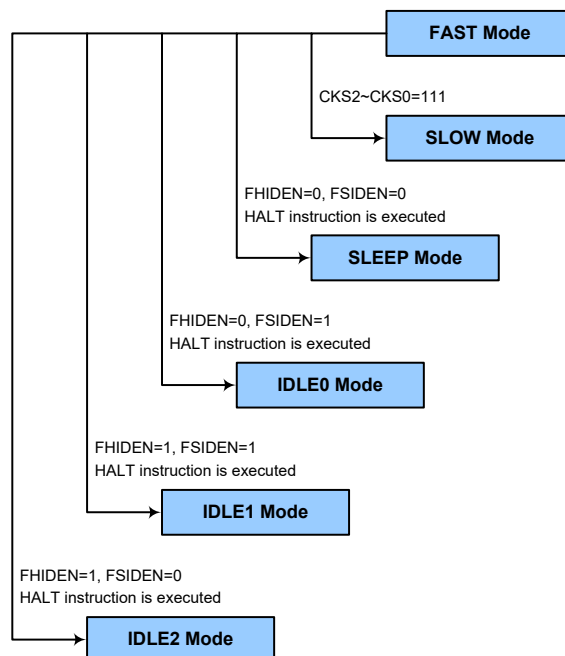 FAST Mode
CKS2~CKS0=111
SLOW Mode
FHIDEN=0, FSIDEN=0
HALT instruction is executed
SLEEP Mode
FHIDEN=0, FSIDEN=1
HALT instruction is executed
IDLE0 Mode
FHIDEN=1, FSIDEN=1
HALT instruction is executed
IDLE1 Mode
FHIDEN=1, FSIDEN=0
HALT instruction is executed
IDLE2 Mode